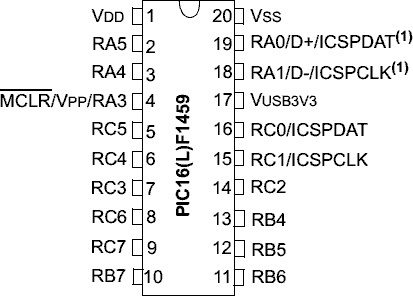 VDD 1 20 VSS
RA5 2 19 RA0/D+/ICSPDAT(1)
RA4 3 18 RA1/D-/ICSPCLK(1)
MCLR/VPP/RA3 4 17 VUSB3V3
RC5 5 16 RC0/ICSPDAT
RC4 6 15 RC1/ICSPCLK
RC3 7 14 RC2
RC6 8 13 RB4
RC7 9 12 RB5
RB7 10 11 RB6
PIC16(L)F1459